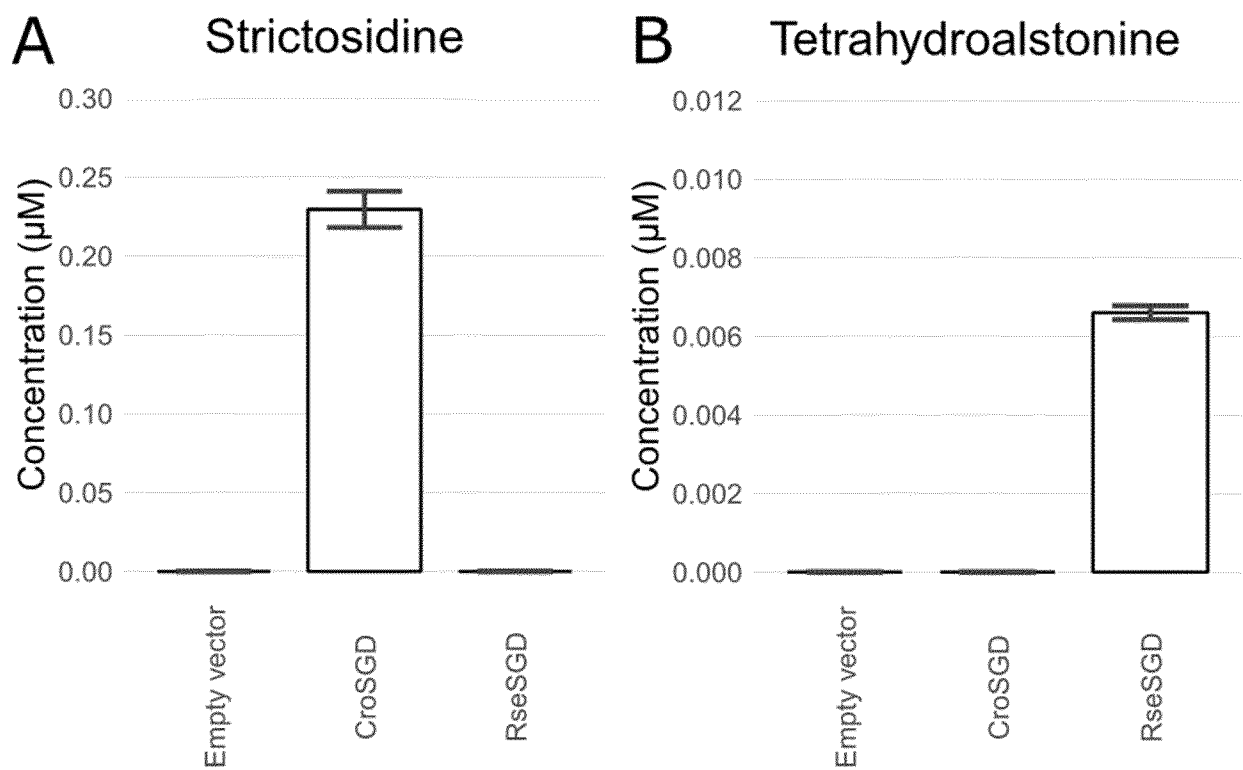 A Strictosidine
Concentration (µM)
0.30
0.25
0.20
0.15
0.10
0.05
0.00
Empty vector
CroSGD
RseSGD
B Tetrahydroalstonine
Concentration (µM)
0.012
0.010
0.008
0.006
0.004
0.002
0.000
Empty vector
CroSGD
RseSGD